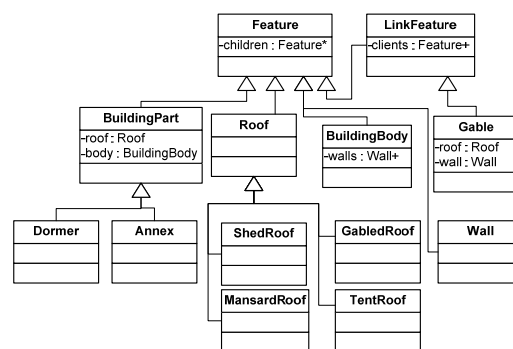 Feature
-children : Feature*
LinkFeature
-clients : Feature+
BuildingPart
-roof : Roof
-body : BuildingBody
Roof
BuildingBody
-walls : Wall+
Gable
-roof : Roof
-wall : Wall
Dormer
Annex
ShedRoof
GabledRoof
Wall
MansardRoof
TentRoof